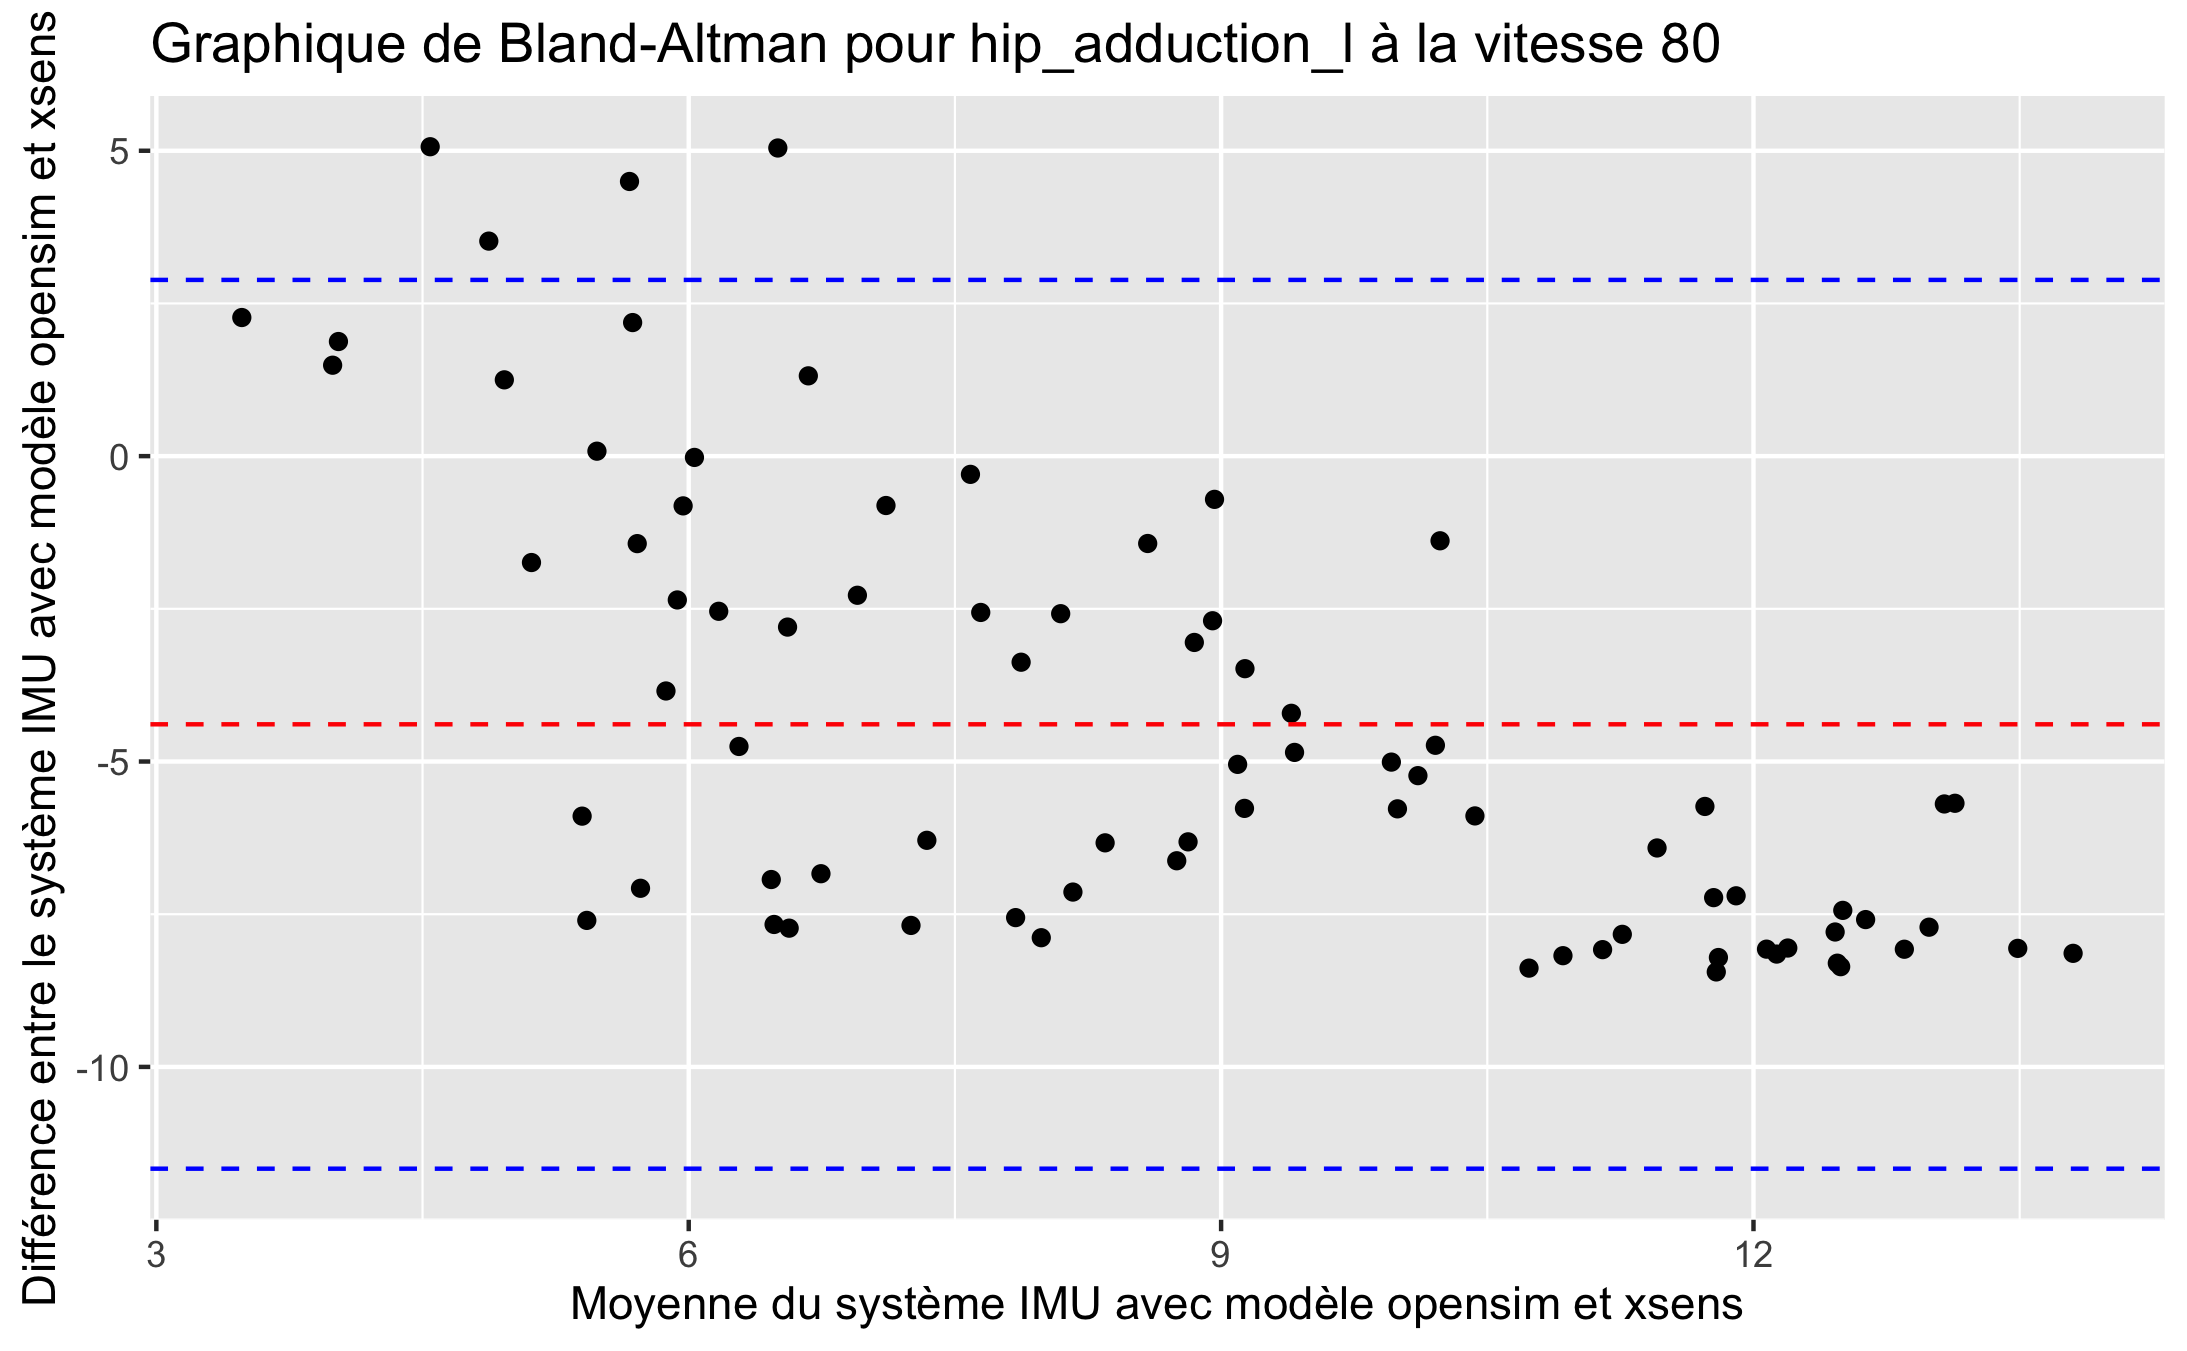 Graphique de Bland-Altman pour hip_adduction_l à la vitesse 80
Différence entre le système IMU avec modèle opensim et xsens
5
0
-5
-10
3
6
9
12
Moyenne du système IMU avec modèle opensim et xsens